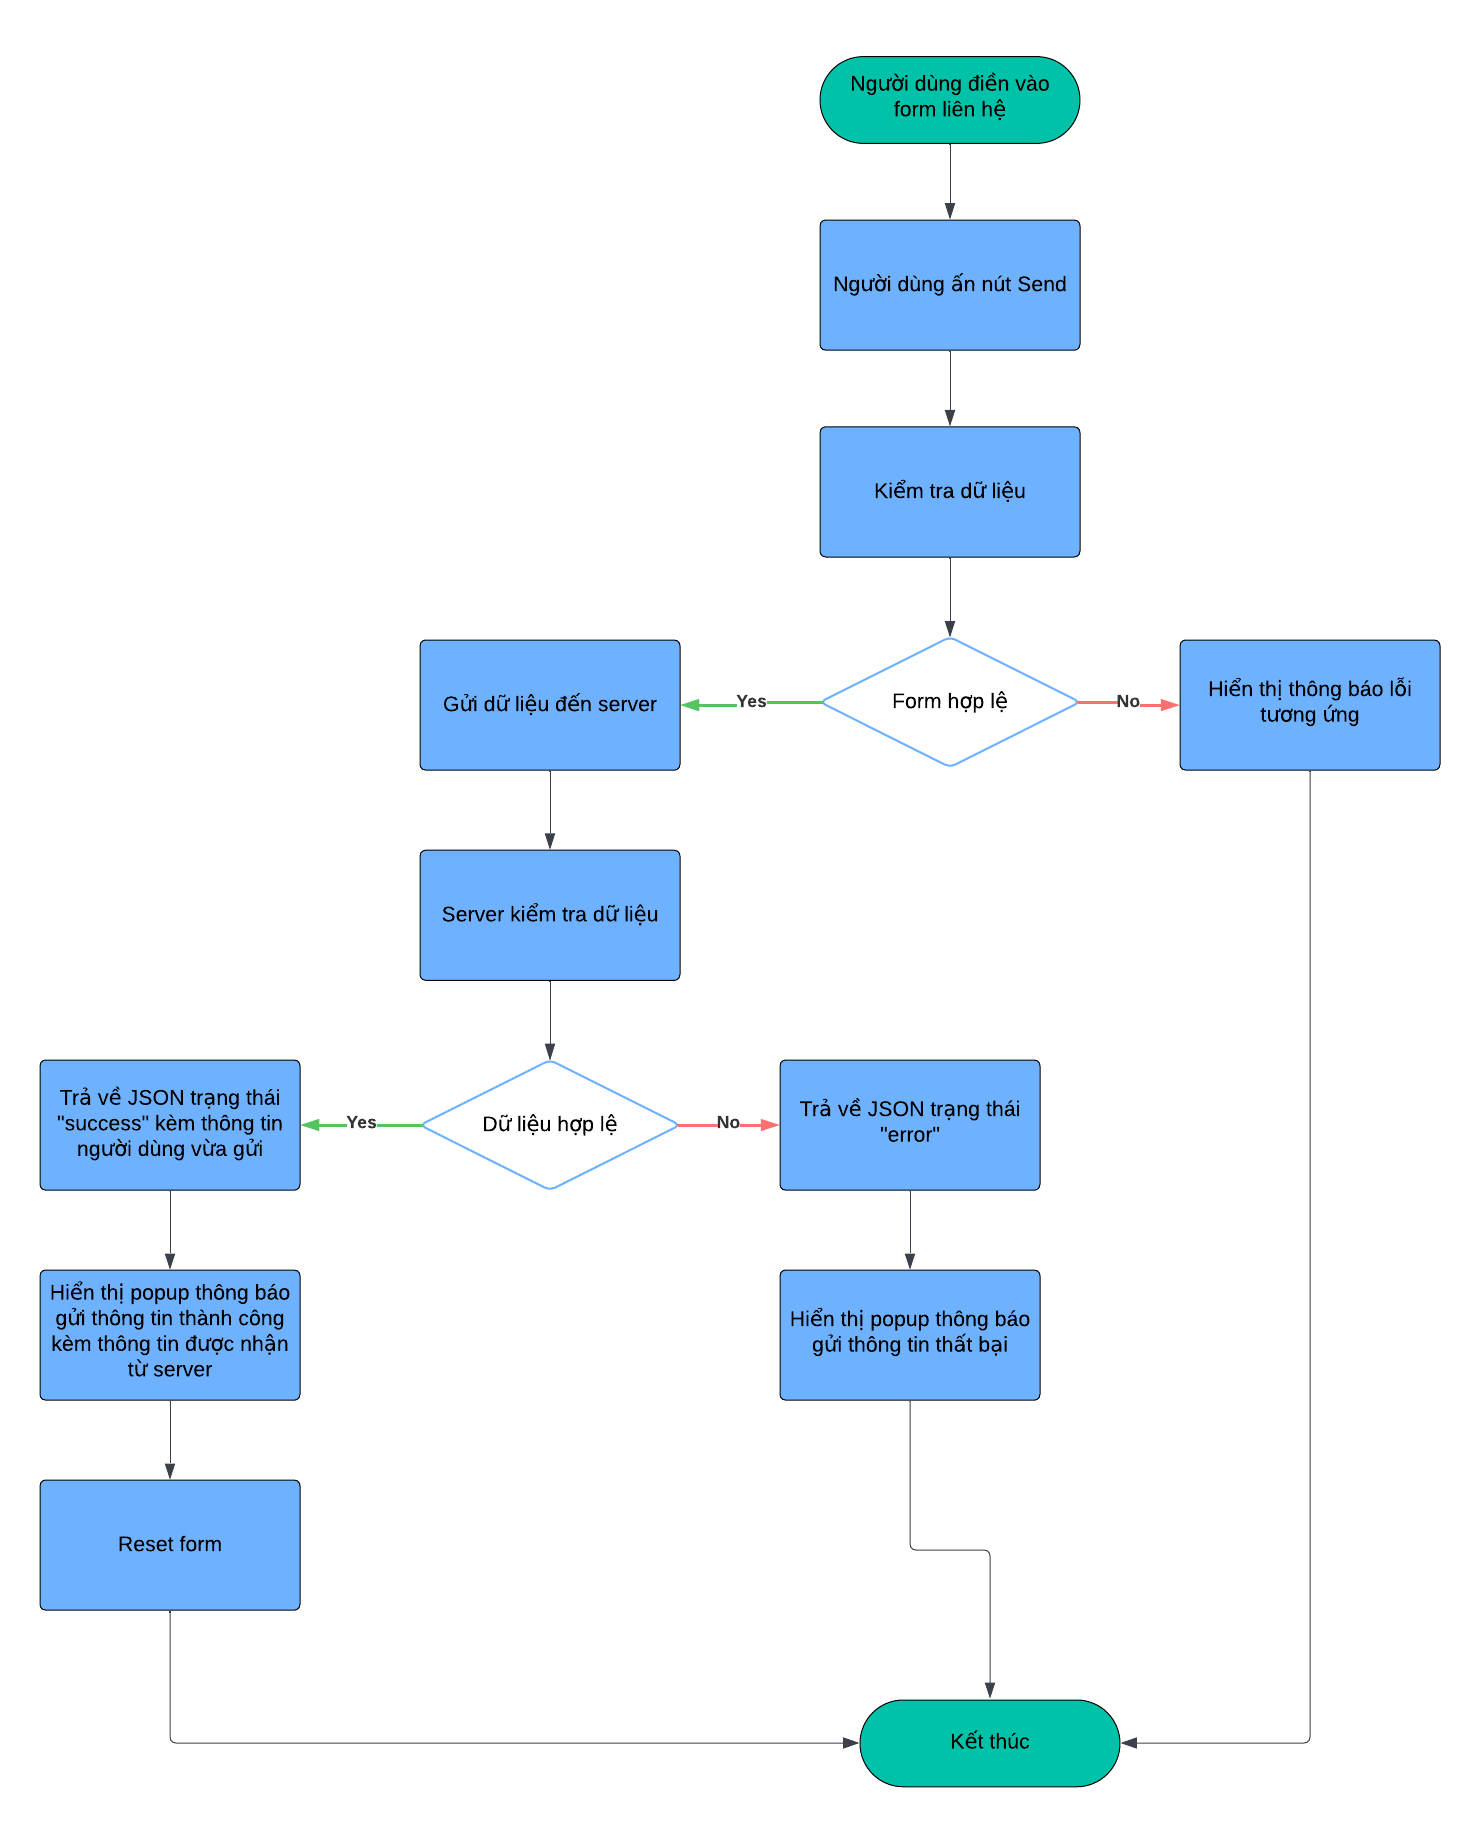 Người dùng điền vào
form liên hệ
Người dùng ấn nút Send
Kiểm tra dữ liệu
Gửi dữ liệu đến server
Yes
Form hợp lệ
No
Hiển thị thông báo lỗi
tương ứng
Server kiểm tra dữ liệu
Trả về JSON trạng thái
"success" kèm thông tin
người dùng vừa gửi
Yes
Dữ liệu hợp lệ
No
Trả về JSON trạng thái
"error"
Hiển thị popup thông báo
gửi thông tin thành công
kèm thông tin được nhận
từ server
Hiển thị popup thông báo
gửi thông tin thất bại
Reset form
Kết thúc